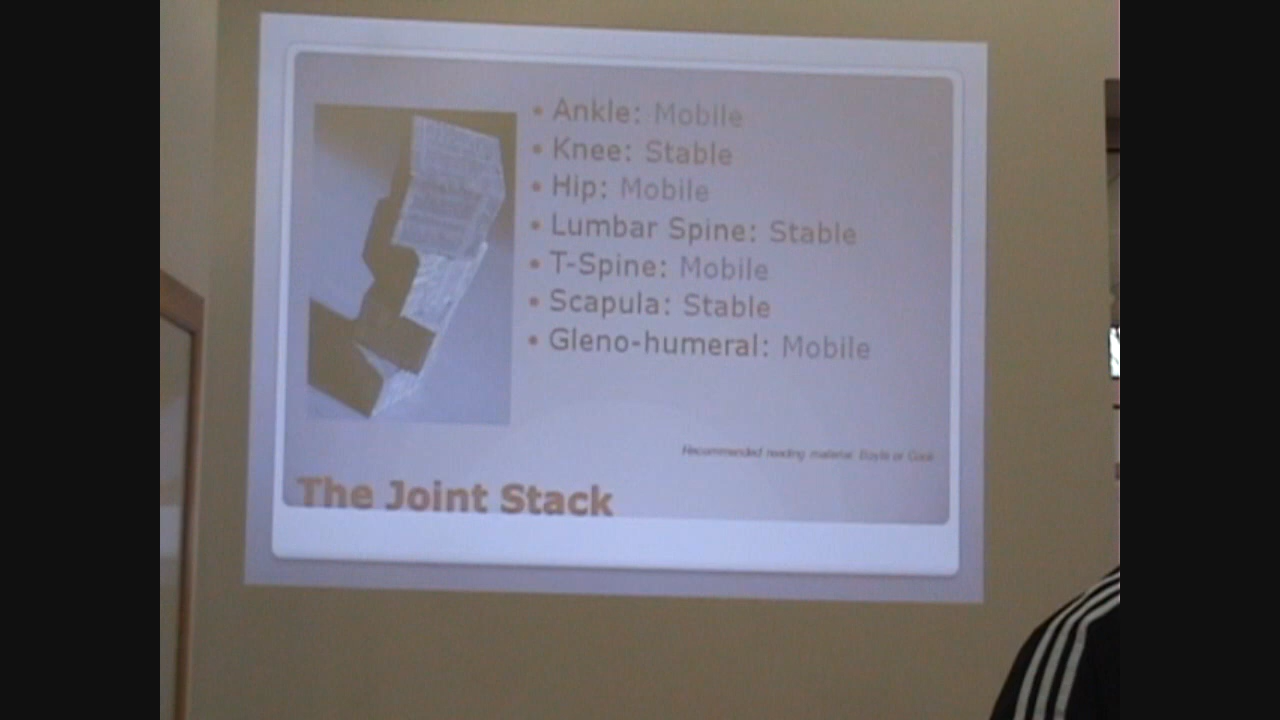 • Ankle: Mobile
• Knee: Stable
• Hip: Mobile
• Lumbar Spine: Stable
• T-Spine: Mobile
• Scapula: Stable
• Gleno-humeral: Mobile
Recommended reading material: Boyle or Cook
The Joint Stack